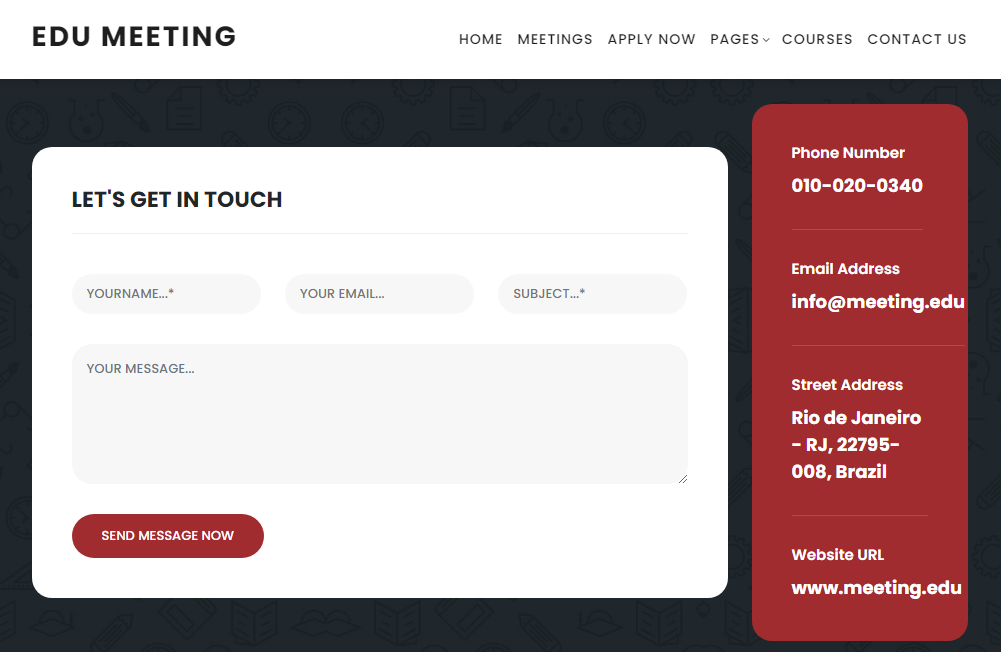 EDU MEETING
HOME MEETINGS APPLY NOW PAGES COURSES CONTACT US
LET'S GET IN TOUCH
YOURNAME...*
YOUR EMAIL...
SUBJECT...*
YOUR MESSAGE...
SEND MESSAGE NOW
Phone Number
010-020-0340
Email Address
info@meeting.edu
Street Address
Rio de Janeiro
- RJ, 22795-
008, Brazil
Website URL
www.meeting.edu